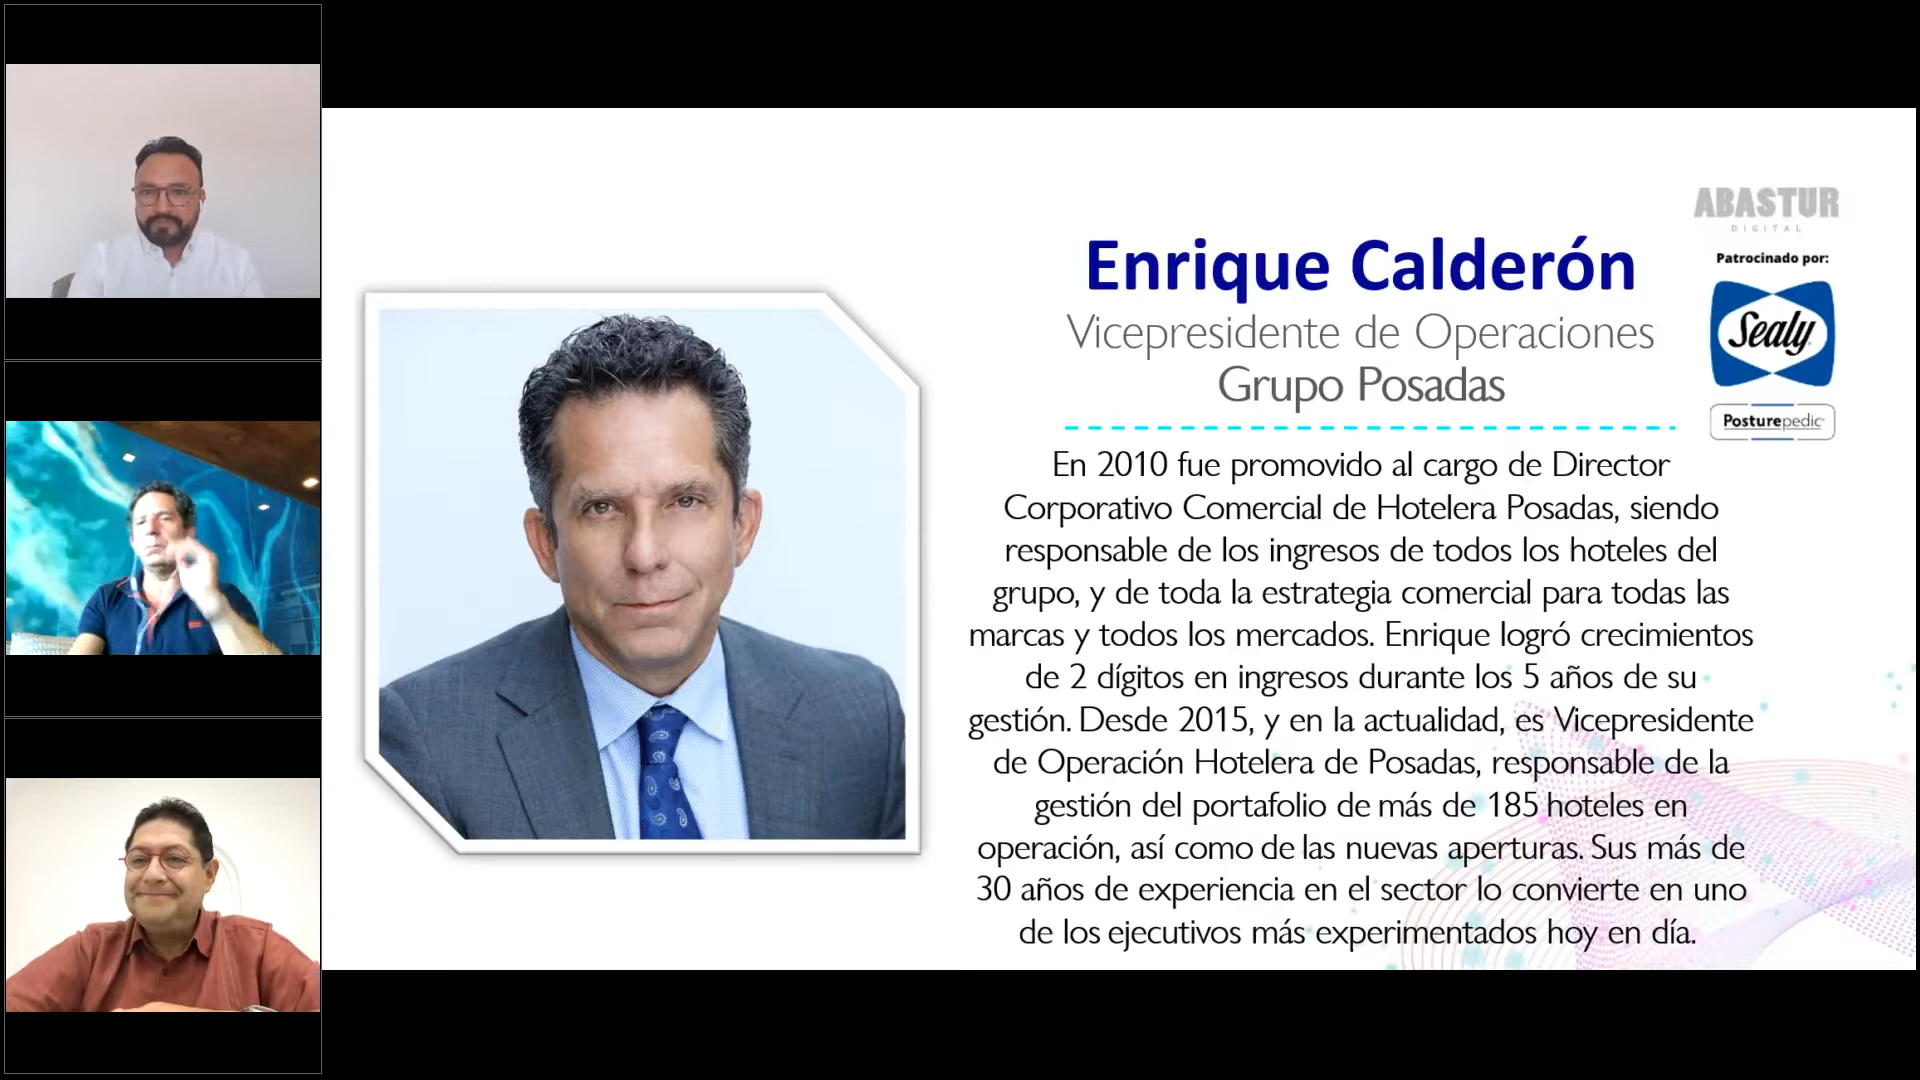 ABASTUR
DIGITAL
Patrocinado por:
Sealy
Posturepedic
Enrique Calderón
Vicepresidente de Operaciones
Grupo Posadas
En 2010 fue promovido al cargo de Director
Corporativo Comercial de Hotelera Posadas, siendo
responsable de los ingresos de todos los hoteles del
grupo, y de toda la estrategia comercial para todas las
marcas y todos los mercados. Enrique logró crecimientos
de 2 dígitos en ingresos durante los 5 años de su
gestión. Desde 2015, y en la actualidad, es Vicepresidente
de Operación Hotelera de Posadas, responsable de la
gestión del portafolio de más de 185 hoteles en
operación, así como de las nuevas aperturas. Sus más de
30 años de experiencia en el sector lo convierte en uno
de los ejecutivos más experimentados hoy en día.